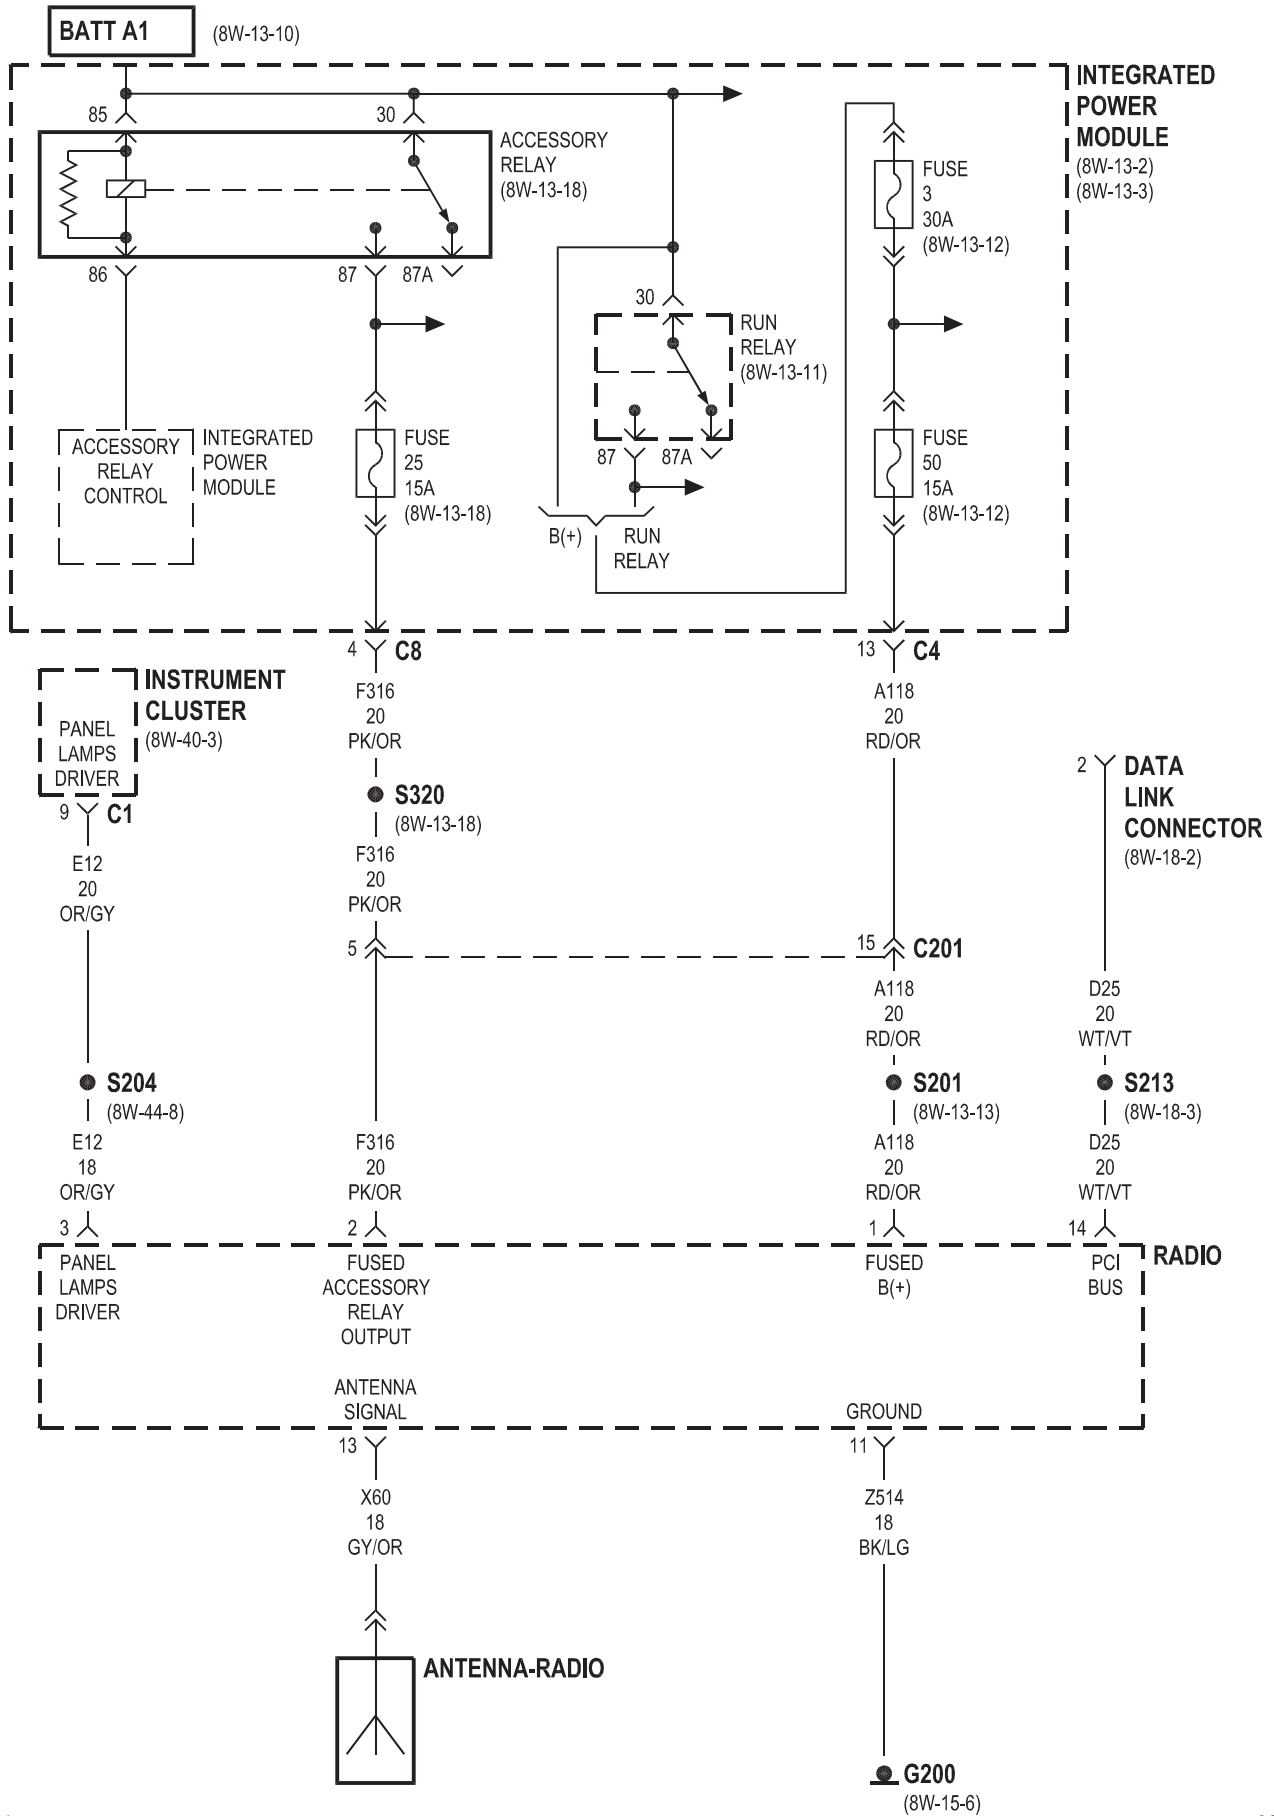 BATT A1
(8W-13-10)
INTEGRATED
POWER
MODULE
(8W-13-2)
(8W-13-3)
85
30
ACCESSORY
RELAY
(8W-13-18)
86
87
87A
FUSE
3
30A
(8W-13-12)
30
RUN
RELAY
(8W-13-11)
87
87A
B(+)
RUN
RELAY
ACCESSORY
RELAY
CONTROL
INTEGRATED
POWER
MODULE
FUSE
25
15A
(8W-13-18)
FUSE
50
15A
(8W-13-12)
4
C8
13
C4
INSTRUMENT
CLUSTER
(8W-40-3)
PANEL
LAMPS
DRIVER
9
C1
F316
20
PK/OR
A118
20
RD/OR
2
DATA
LINK
CONNECTOR
(8W-18-2)
S320
(8W-13-18)
E12
20
OR/GY
F316
20
PK/OR
5
15
C201
A118
20
RD/OR
D25
20
WT/VT
S204
(8W-44-8)
S201
(8W-13-13)
S213
(8W-18-3)
E12
18
OR/GY
F316
20
PK/OR
A118
20
RD/OR
D25
20
WT/VT
3
2
1
14
RADIO
PANEL
LAMPS
DRIVER
FUSED
ACCESSORY
RELAY
OUTPUT
FUSED
B(+)
PCI
BUS
ANTENNA
SIGNAL
GROUND
13
11
X60
18
GY/OR
Z514
18
BK/LG
ANTENNA-RADIO
G200
(8W-15-6)